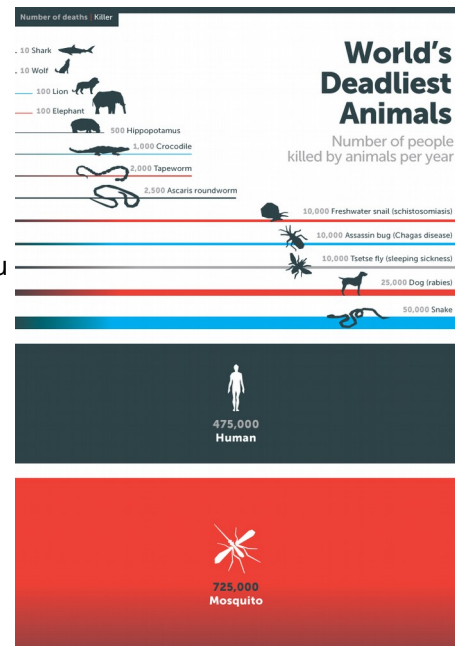 Number of deaths | Killer
World's
Deadliest
Animals
Number of people
killed by animals per year
10 Shark
10 Wolf
100 Lion
100 Elephant
500 Hippopotamus
1,000 Crocodile
2,000 Tapeworm
2,500 Ascaris roundworm
10,000 Freshwater snail (schistosomiasis)
10,000 Assassin bug (Chagas disease)
10,000 Tsetse fly (sleeping sickness)
u
25,000 Dog (rabies)
50,000 Snake
475,000
Human
725,000
Mosquito